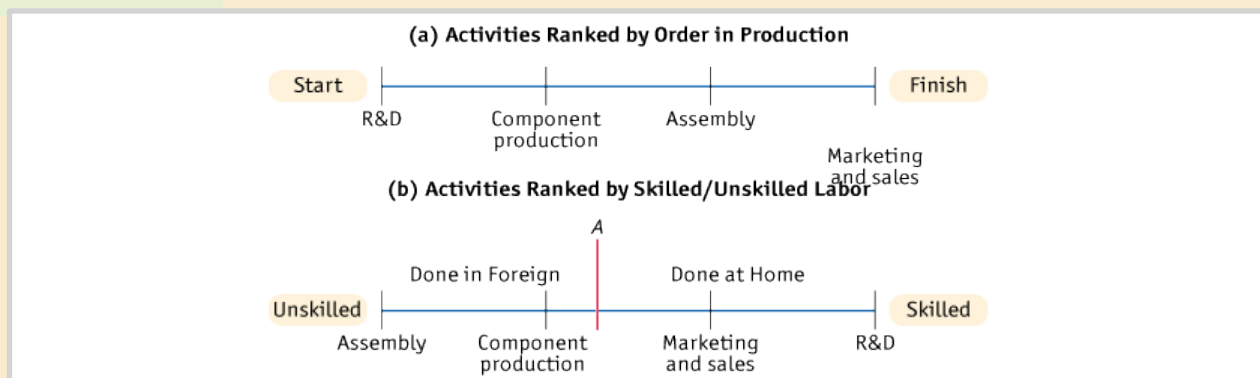 (a) Activities Ranked by Order in Production
Start
Finish
R&D
Component
production
Assembly
Marketing
and sales
(b) Activities Ranked by Skilled/Unskilled Labor
A
Done in Foreign
Done at Home
Unskilled
Skilled
Assembly
Component
production
Marketing
and sales
R&D